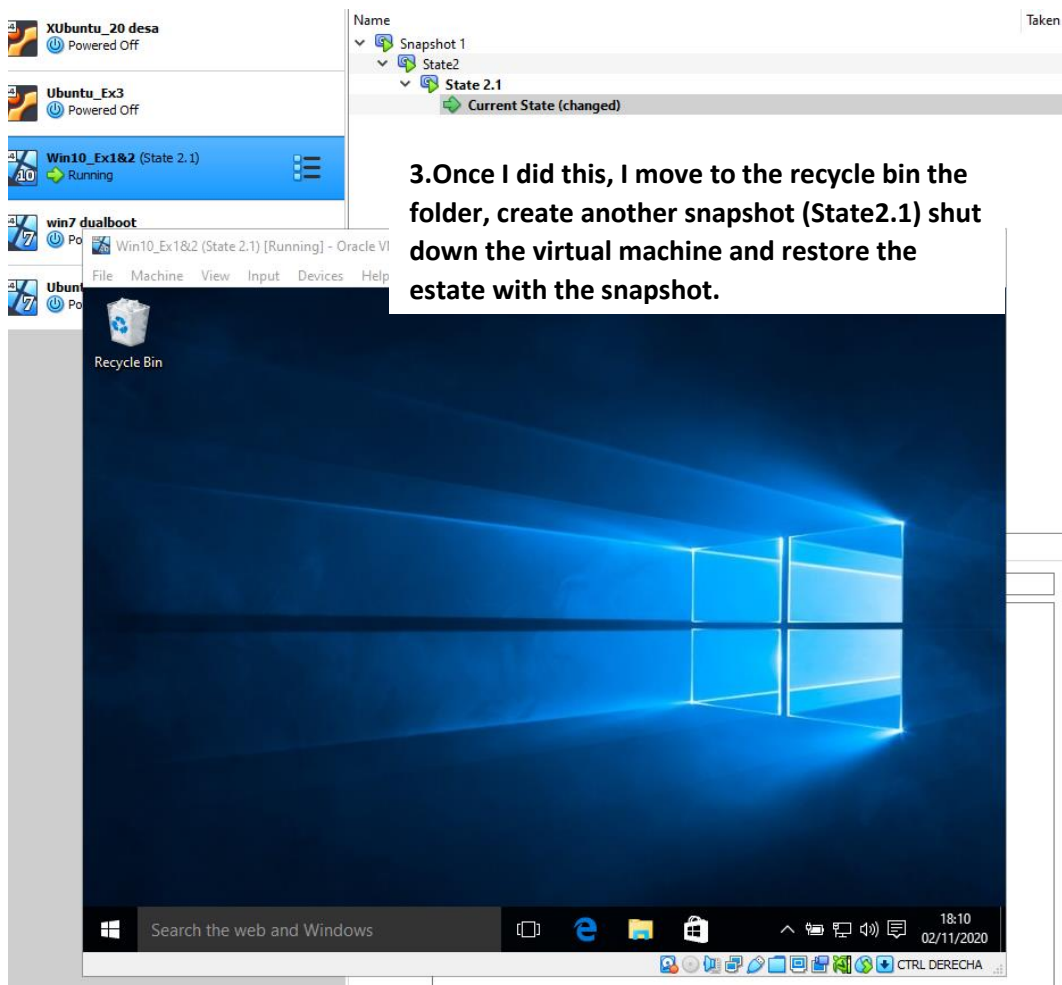 XUbuntu_20 desa
Powered Off
Ubuntu_Ex3
Powered Off
Win10_Ex1&2 (State 2.1)
Running
win7 dualboot
Po
Ubunt
Po
Name Taken
Snapshot 1
State2
State 2.1
Current State (changed)
3.Once I did this, I move to the recycle bin the
folder, create another snapshot (State2.1) shut
down the virtual machine and restore the
estate with the snapshot.
Win10_Ex1&2 (State 2.1) [Running] - Oracle VI
File Machine View Input Devices Help
Recycle Bin
Search the web and Windows
18:10
02/11/2020
CTRL DERECHA